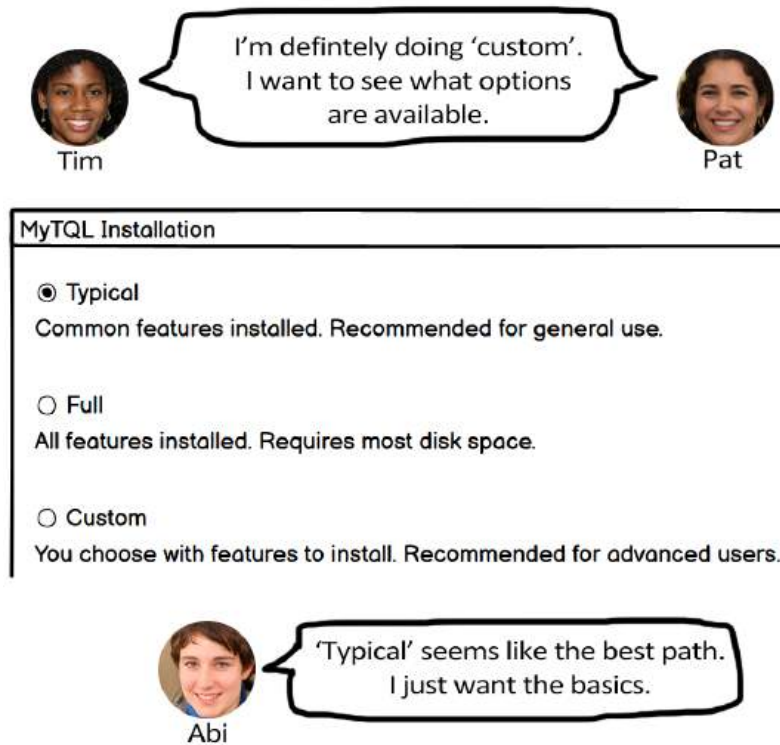 I'm defintely doing 'custom'.
I want to see what options
are available.
Tim
Pat
MyTQL Installation
Typical
Common features installed. Recommended for general use.
Full
All features installed. Requires most disk space.
Custom
You choose with features to install. Recommended for advanced users.
'Typical' seems like the best path.
I just want the basics.
Abi